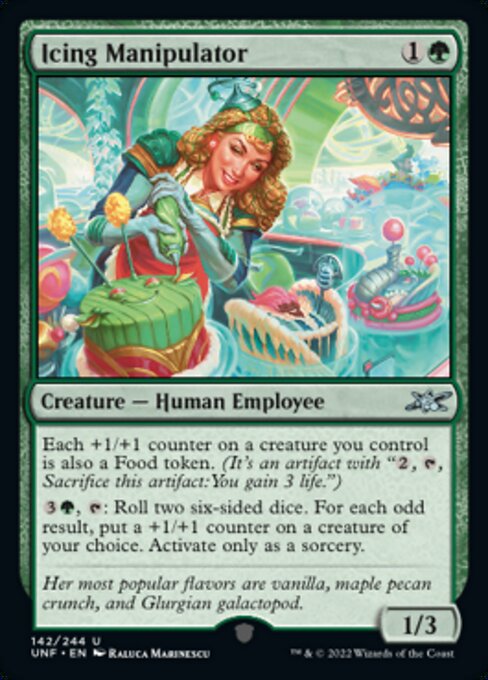 Icing Manipulator 1
Creature — Human Employee
Each +1/+1 counter on a creature you control
is also a Food token. (It's an artifact with “2, T,
Sacrifice this artifact:You gain 3 life.”)
3, T: Roll two six-sided dice. For each odd
result, put a +1/+1 counter on a creature of
your choice. Activate only as a sorcery.
Her most popular flavors are vanilla, maple pecan
crunch, and Glurgian galactopod.
1/3
142/244 U
UNF • EN Raluca Marinescu
™ & © 2022 Wizards of the Coast